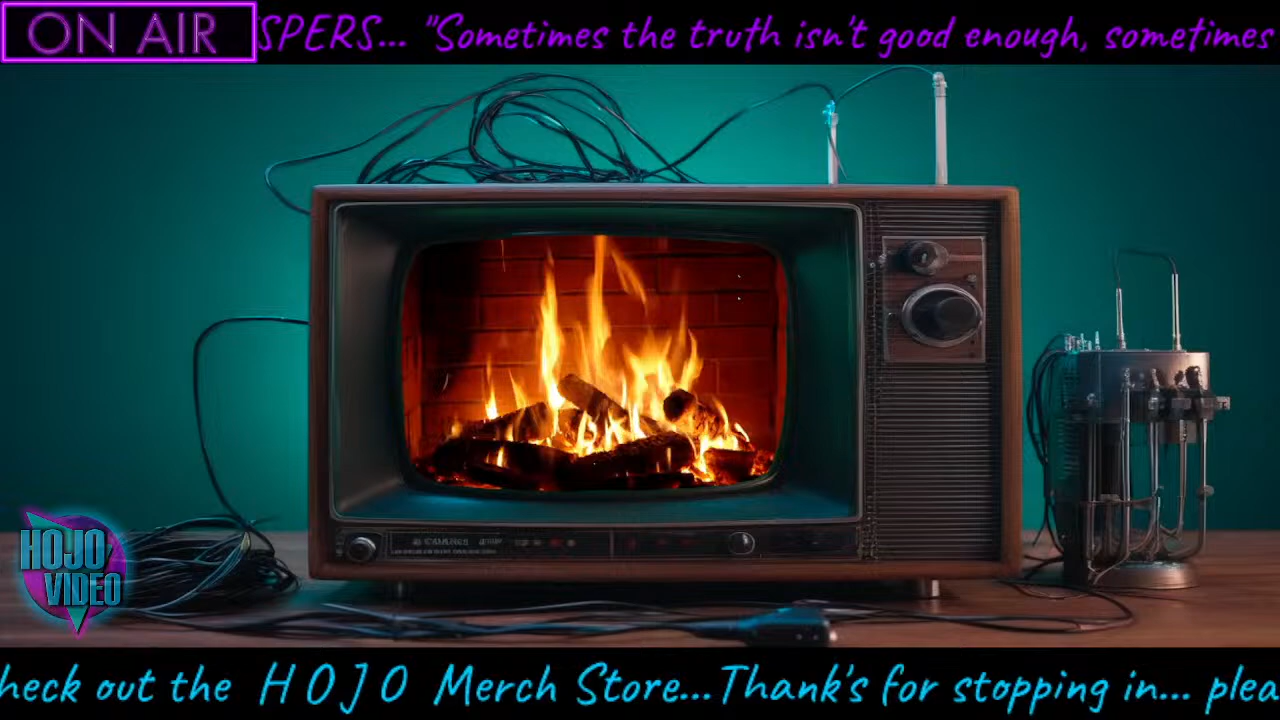 ON AIR SPERS... "Sometimes the truth isn't good enough, sometimes
HOJO
VIDEO
heck out the HOJO Merch Store...Thank's for stopping in... plea